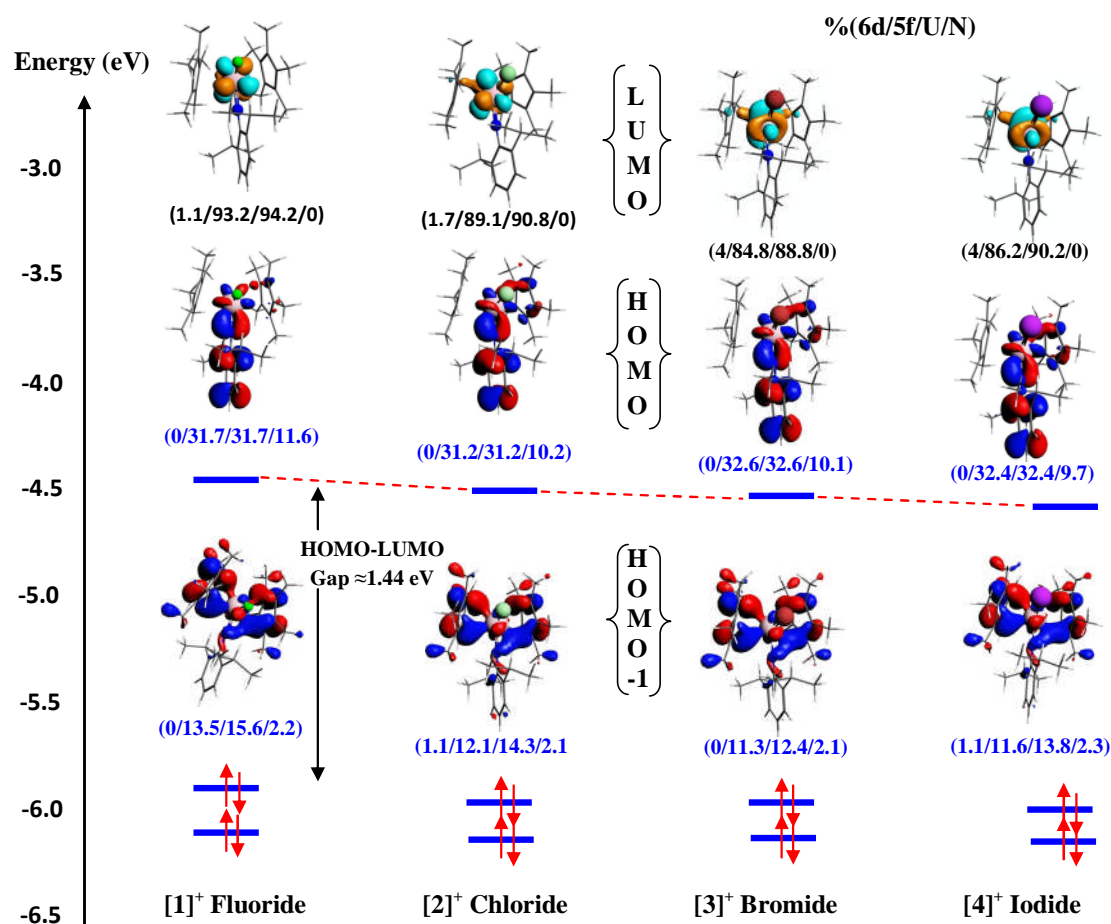 %(6d/5f/U/N)
Energy (eV)
-3.0
-3.5
-4.0
-4.5
-5.0
-5.5
-6.0
-6.5
L
U
M
O
(1.1/93.2/94.2/0)
(1.7/89.1/90.8/0)
(4/84.8/88.8/0)
(4/86.2/90.2/0)
H
O
M
O
(0/31.7/31.7/11.6)
(0/31.2/31.2/10.2)
(0/32.6/32.6/10.1)
(0/32.4/32.4/9.7)
HOMO-LUMO
Gap ≈1.44 eV
H
O
M
O
-1
(0/13.5/15.6/2.2)
(1.1/12.1/14.3/2.1
(0/11.3/12.4/2.1)
(1.1/11.6/13.8/2.3)
[1]⁺ Fluoride
[2]⁺ Chloride
[3]⁺ Bromide
[4]⁺ Iodide